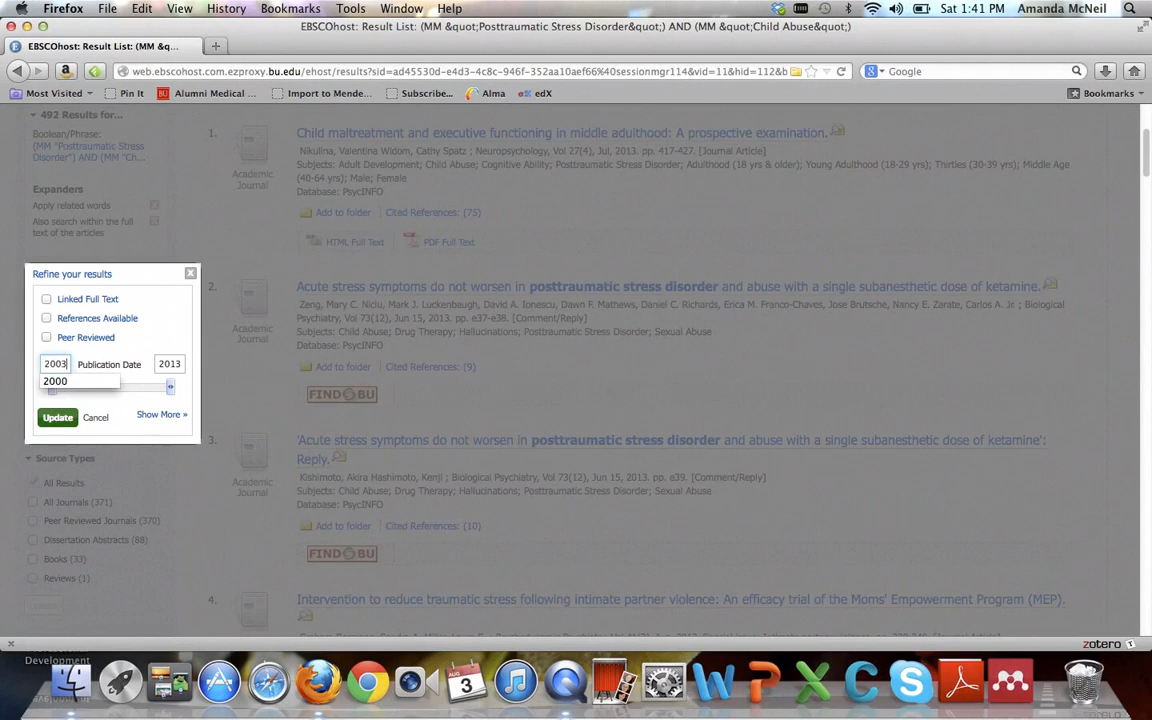 Firefox File Edit View History Bookmarks Tools Window Help Sat 1:41 PM Amanda McNeil
EBSCOhost: Result List: (MM &quot;Posttraumatic Stress Disorder&quot;) AND (MM &quot;Child Abuse&quot;)
EBSCOhost: Result List: (MM &q...
web.ebscohost.com.ezproxy.bu.edu/ehost/results?sid=ad45530d-e4d3-4c8c-946f-352aa10aef66%40sessionmgr114&vid=11&hid=112&b
Google
Most Visited Pin It Alumni Medical ... Import to Mende... Subscribe... Alma edX Bookmarks
492 Results for...
Boolean/Phrase:
(MM "Posttraumatic Stress
Disorder") AND (MM "Ch...
Expanders
Apply related words
Also search within the full
text of the articles
Refine your results
Linked Full Text
References Available
Peer Reviewed
2003 Publication Date 2013
2000
Update Cancel Show More »
Source Types
All Results
All Journals (371)
Peer Reviewed Journals (370)
Dissertation Abstracts (88)
Books (33)
Reviews (1)
1.
Academic
Journal
Child maltreatment and executive functioning in middle adulthood: A prospective examination.
Nikulina, Valentina Widom, Cathy Spatz ; Neuropsychology, Vol 27(4), Jul, 2013. pp. 417-427. [Journal Article]
Subjects: Adult Development; Child Abuse; Cognitive Ability; Posttraumatic Stress Disorder; Adulthood (18 yrs & older); Young Adulthood (18-29 yrs); Thirties (30-39 yrs); Middle Age
(40-64 yrs); Male; Female
Database: PsycINFO
Add to folder Cited References: (75)
HTML Full Text PDF Full Text
2.
Academic
Journal
Acute stress symptoms do not worsen in posttraumatic stress disorder and abuse with a single subanesthetic dose of ketamine.
Zeng, Mary C. Niciu, Mark J. Luckenbaugh, David A. Ionescu, Dawn F. Mathews, Daniel C. Richards, Erica M. Franco-Chaves, Jose Brutsche, Nancy E. Zarate, Carlos A. Jr. ; Biological
Psychiatry, Vol 73(12), Jun 15, 2013. pp. e37-e38. [Comment/Reply]
Subjects: Child Abuse; Drug Therapy; Hallucinations; Posttraumatic Stress Disorder; Sexual Abuse
Database: PsycINFO
Add to folder Cited References: (9)
FIND@BU
3.
Academic
Journal
'Acute stress symptoms do not worsen in posttraumatic stress disorder and abuse with a single subanesthetic dose of ketamine':
Reply.
Kishimoto, Akira Hashimoto, Kenji ; Biological Psychiatry, Vol 73(12), Jun 15, 2013. pp. e39. [Comment/Reply]
Subjects: Child Abuse; Drug Therapy; Hallucinations; Posttraumatic Stress Disorder; Sexual Abuse
Database: PsycINFO
Add to folder Cited References: (10)
FIND@BU
4.
Intervention to reduce traumatic stress following intimate partner violence: An efficacy trial of the Moms' Empowerment Program (MEP).
zotero
Development
AUG
3